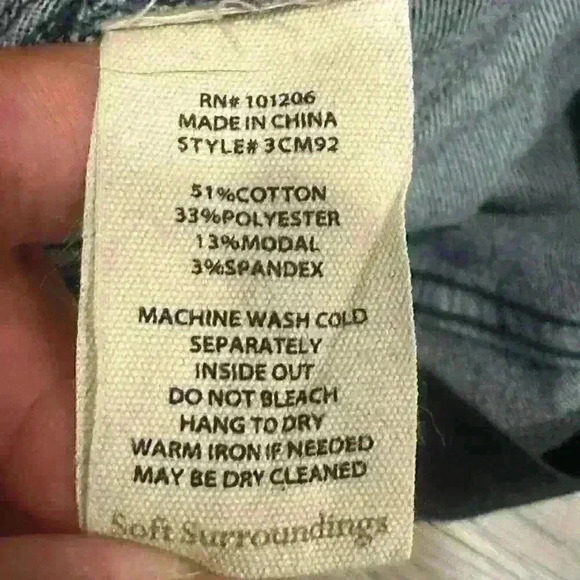 RN# 101206
MADE IN CHINA
STYLE# 3CM92
51%COTTON
33%POLYESTER
13%MODAL
3%SPANDEX
MACHINE WASH COLD
SEPARATELY
INSIDE OUT
DO NOT BLEACH
HANG TO DRY
WARM IRON IF NEEDED
MAY BE DRY CLEANED
Soft Surroundings